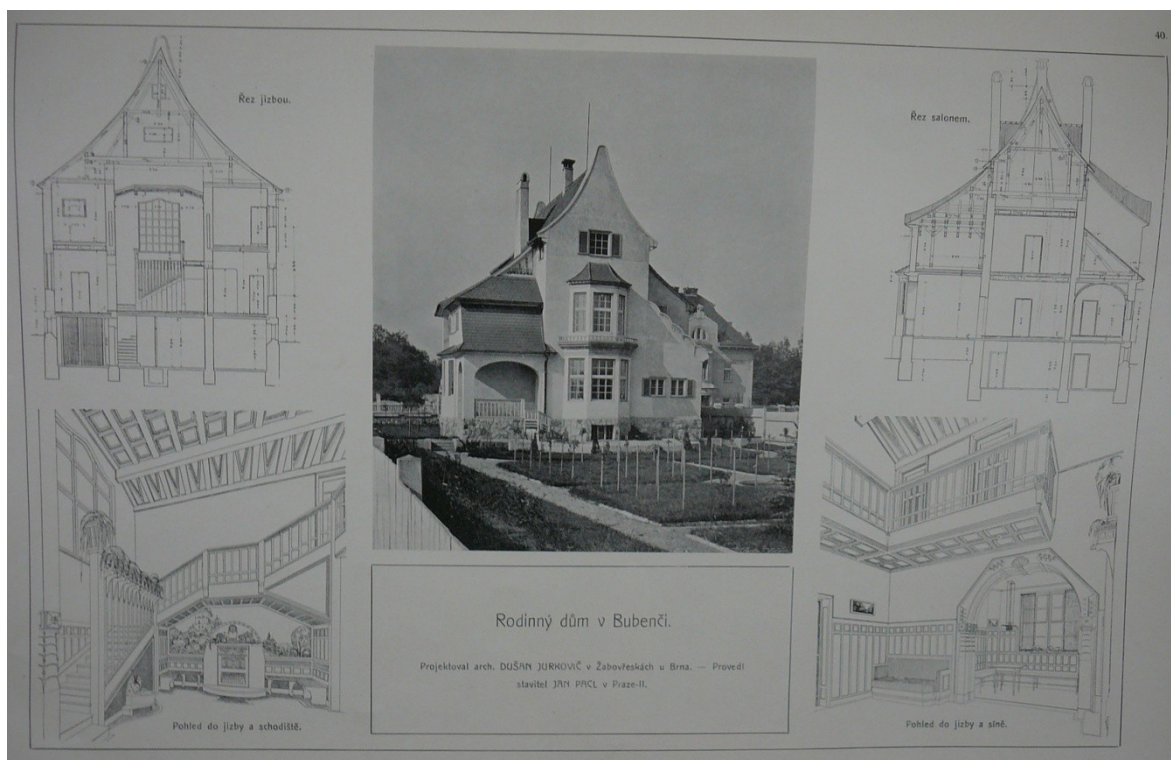 40.
Řez jizbou.
Řez salonem.
Rodinný dům v Bubenči.
Projektoval arch. DUŠAN JURKOVIČ v Žabovřeskách u Brna. — Provedl
stavitel JAN PACL v Praze-II.
Pohled do jizby a schodiště.
Pohled do jizby a síně.